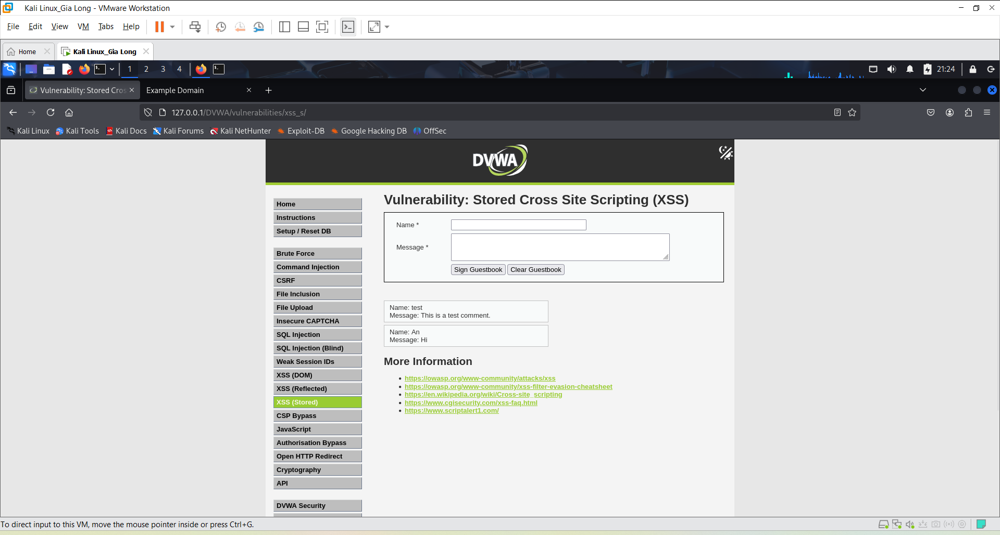 Kali Linux_Gia Long - VMware Workstation
File Edit View VM Tabs Help
Home Kali Linux_Gia Long
1 2 3 4 21:24
Vulnerability: Stored Cros Example Domain
127.0.0.1/DVWA/vulnerabilities/xss_s/
Kali Linux Kali Tools Kali Docs Kali Forums Kali NetHunter Exploit-DB Google Hacking DB OffSec
DVWA
Vulnerability: Stored Cross Site Scripting (XSS)
Name *
Message *
Sign Guestbook Clear Guestbook
Name: test
Message: This is a test comment.
Name: An
Message: Hi
More Information
https://owasp.org/www-community/attacks/xss
https://owasp.org/www-community/xss-filter-evasion-cheatsheet
https://en.wikipedia.org/wiki/Cross-site_scripting
https://www.cgisecurity.com/xss-faq.html
https://www.scriptalert1.com/
Home
Instructions
Setup / Reset DB
Brute Force
Command Injection
CSRF
File Inclusion
File Upload
Insecure CAPTCHA
SQL Injection
SQL Injection (Blind)
Weak Session IDs
XSS (DOM)
XSS (Reflected)
XSS (Stored)
CSP Bypass
JavaScript
Authorisation Bypass
Open HTTP Redirect
Cryptography
API
DVWA Security
To direct input to this VM, move the mouse pointer inside or press Ctrl+G.